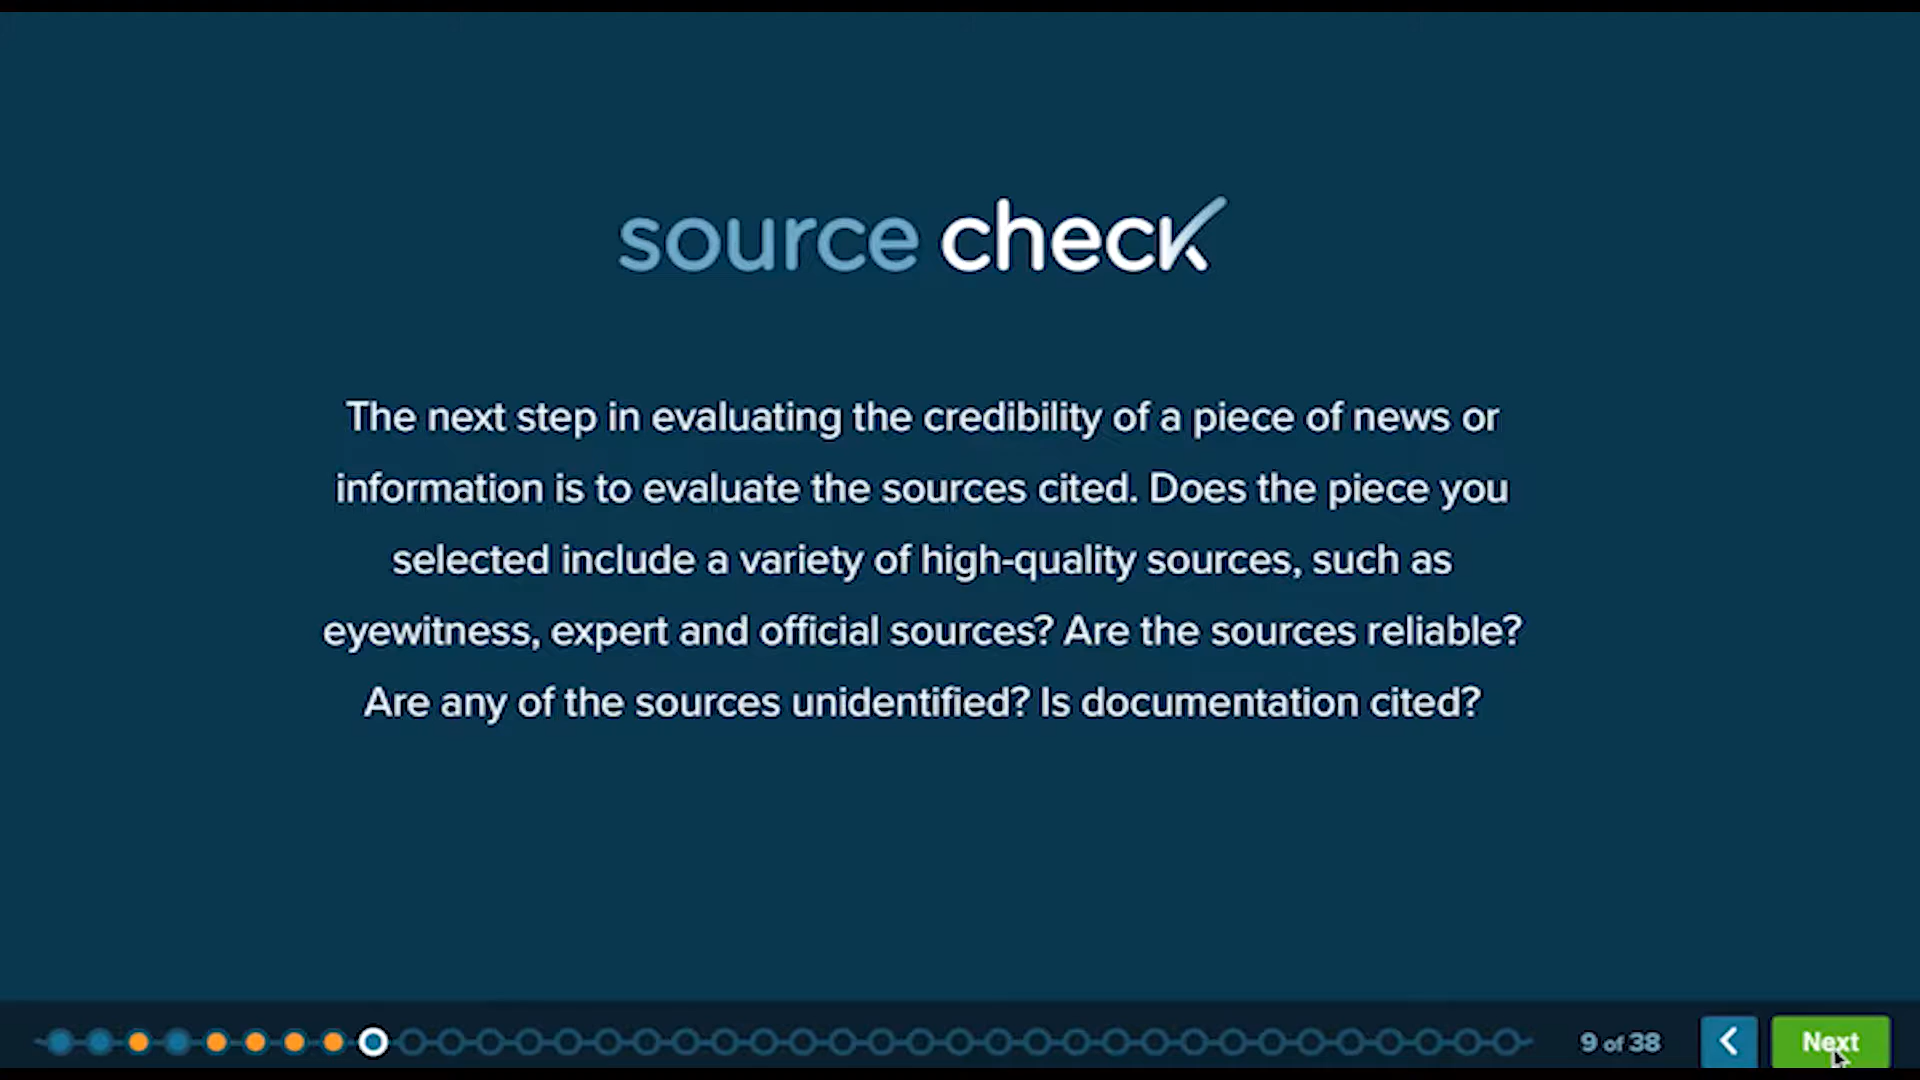 source check
The next step in evaluating the credibility of a piece of news or
information is to evaluate the sources cited. Does the piece you
selected include a variety of high-quality sources, such as
eyewitness, expert and official sources? Are the sources reliable?
Are any of the sources unidentified? Is documentation cited?
9 of 38
Next